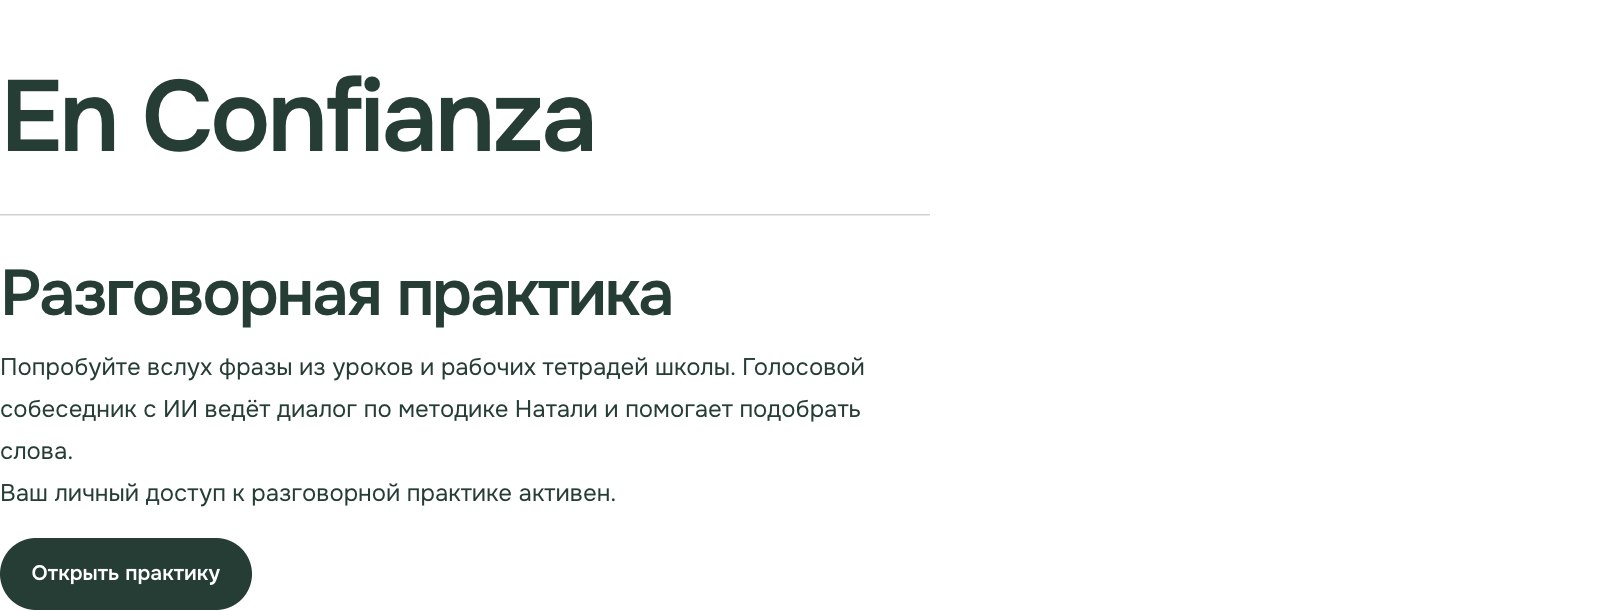 En Confianza
Разговорная практика
Попробуйте вслух фразы из уроков и рабочих тетрадей школы. Голосовой
собеседник с ИИ ведёт диалог по методике Натали и помогает подобрать
слова.
Ваш личный доступ к разговорной практике активен.
Открыть практику